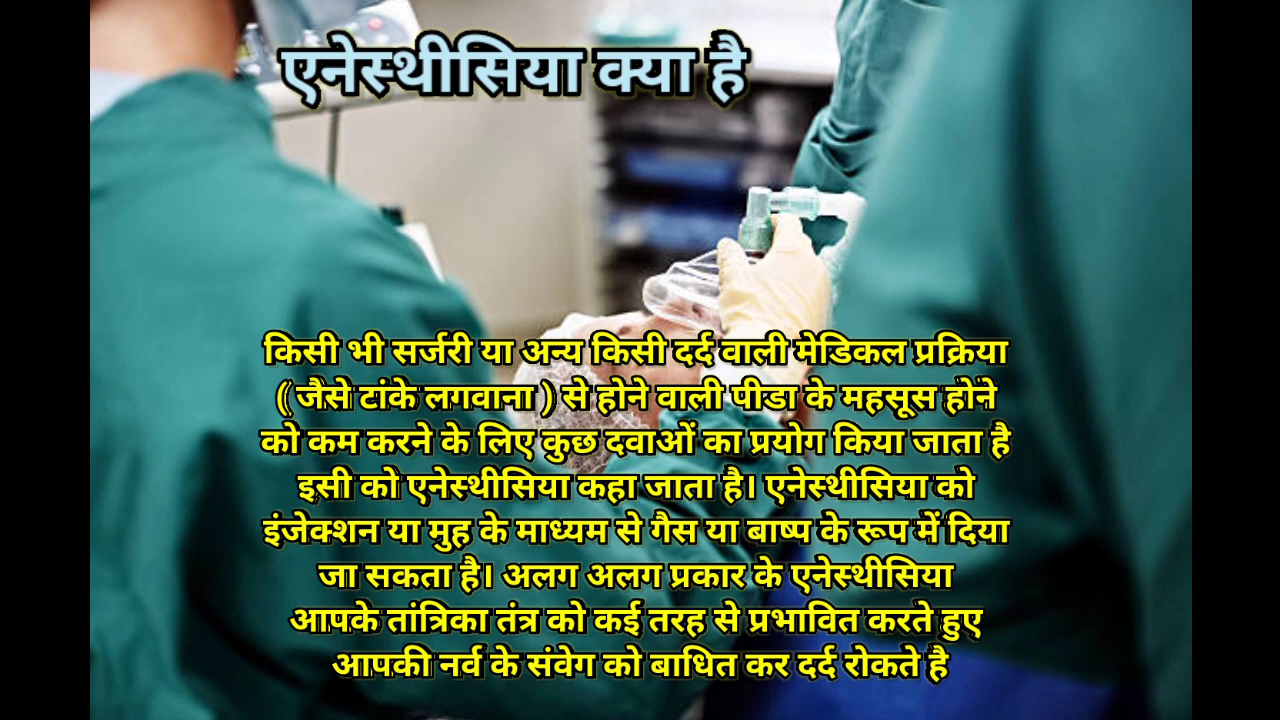 एनेस्थीसिया क्या है
किसी भी सर्जरी या अन्य किसी दर्द वाली मेडिकल प्रक्रिया
( जैसे टांके लगवाना ) से होने वाली पीडा के महसूस होने
को कम करने के लिए कुछ दवाओं का प्रयोग किया जाता है
इसी को एनेस्थीसिया कहा जाता है। एनेस्थीसिया को
इंजेक्शन या मुह के माध्यम से गैस या बाष्प के रूप में दिया
जा सकता है। अलग अलग प्रकार के एनेस्थीसिया
आपके तांत्रिका तंत्र को कई तरह से प्रभावित करते हुए
आपकी नर्व के संवेग को बाधित कर दर्द रोकते है